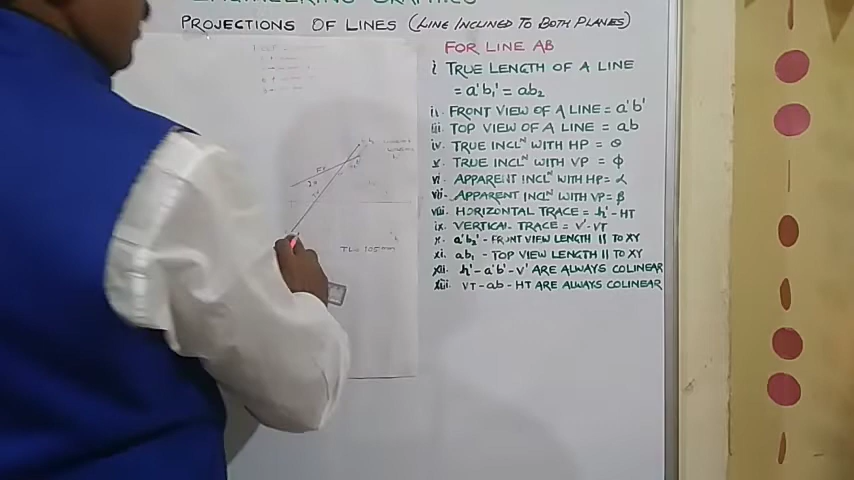 ENGINEERING GRAPHICS
PROJECTIONS OF LINES (LINE INCLINED TO BOTH PLANES)
FOR LINE AB
i TRUE LENGTH OF A LINE
= a'b₁' = ab₂
ii. FRONT VIEW OF A LINE = a'b'
iii. TOP VIEW OF A LINE = ab
iv. TRUE INCLᴺ WITH HP = θ
v. TRUE INCLᴺ WITH VP = ϕ
vi. APPARENT INCLᴺ WITH HP = α
vii. APPARENT INCLᴺ WITH VP = β
viii. HORIZONTAL TRACE = h'-HT
ix. VERTICAL TRACE = V'-VT
x. a'b₂' - FRONT VIEW LENGTH || TO XY
xi. ab₁ - TOP VIEW LENGTH || TO XY
xii. h'-a'b'-V' ARE ALWAYS COLINEAR
xiii. VT-ab-HT ARE ALWAYS COLINEAR
TL = 105mm